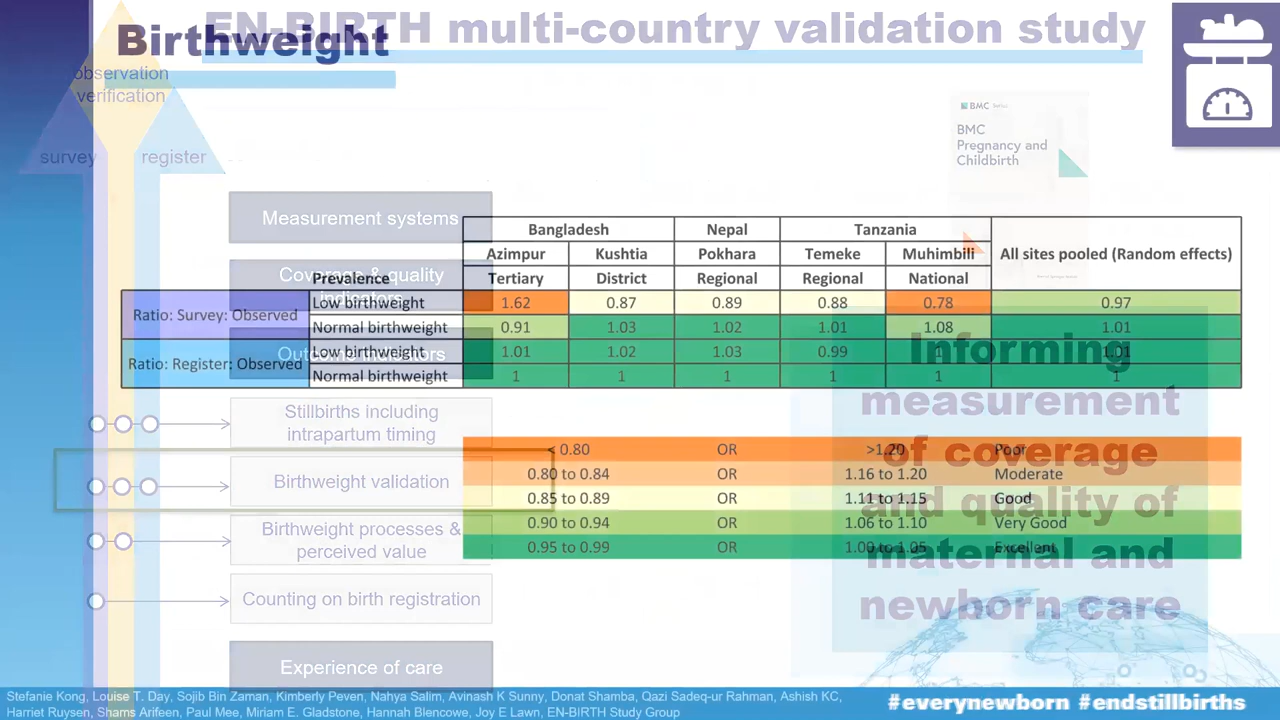 EN-BIRTH multi-country validation study
Birthweight
observation
verification
survey
register
BMC Series
BMC
Pregnancy and
Childbirth
Measurement systems
Coverage & quality
indicators
Outcome indicators
Stillbirths including
intrapartum timing
Birthweight validation
Birthweight processes &
perceived value
Counting on birth registration
Experience of care
Bangladesh Nepal Tanzania
Azimpur Kushtia Pokhara Temeke Muhimbili All sites pooled (Random effects)
Prevalence Tertiary District Regional Regional National
Ratio: Survey: Observed
Low birthweight 1.62 0.87 0.89 0.88 0.78 0.97
Normal birthweight 0.91 1.03 1.02 1.01 1.08 1.01
Ratio: Register: Observed
Low birthweight 1.01 1.02 1.03 0.99 1 1.01
Normal birthweight 1 1 1 1 1 1
< 0.80 OR >1.20 Poor
0.80 to 0.84 OR 1.16 to 1.20 Moderate
0.85 to 0.89 OR 1.11 to 1.15 Good
0.90 to 0.94 OR 1.06 to 1.10 Very Good
0.95 to 0.99 OR 1.00 to 1.05 Excellent
Informing
measurement
of coverage
and quality of
maternal and
newborn care
Stefanie Kong, Louise T. Day, Sojib Bin Zaman, Kimberly Peven, Nahya Salim, Avinash K Sunny, Donat Shamba, Qazi Sadeq-ur Rahman, Ashish KC,
Harriet Ruysen, Shams Arifeen, Paul Mee, Miriam E. Gladstone, Hannah Blencowe, Joy E Lawn, EN-BIRTH Study Group
#everynewborn #endstillbirths